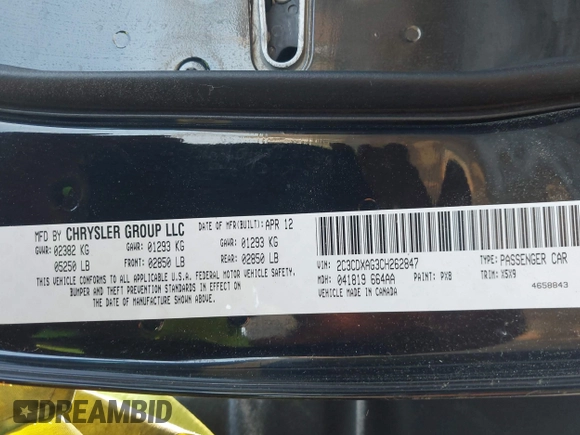 MFD BY CHRYSLER GROUP LLC DATE OF MFR(BUILT): APR 12
GVWR: 02382 KG GAWR: 01293 KG GAWR: 01293 KG
05250 LB FRONT: 02850 LB REAR: 02850 LB
THIS VEHICLE CONFORMS TO ALL APPLICABLE U.S. FEDERAL MOTOR VEHICLE SAFETY,
BUMPER AND THEFT PREVENTION STANDARDS IN EFFECT ON
THE DATE OF MANUFACTURE SHOWN ABOVE.
VIN: 2C3CDXAG3CH262847 TYPE: PASSENGER CAR
MDH: 041819 664AA PAINT: PXB TRIM: X5X9
VEHICLE MADE IN CANADA 4658843
DREAMBID